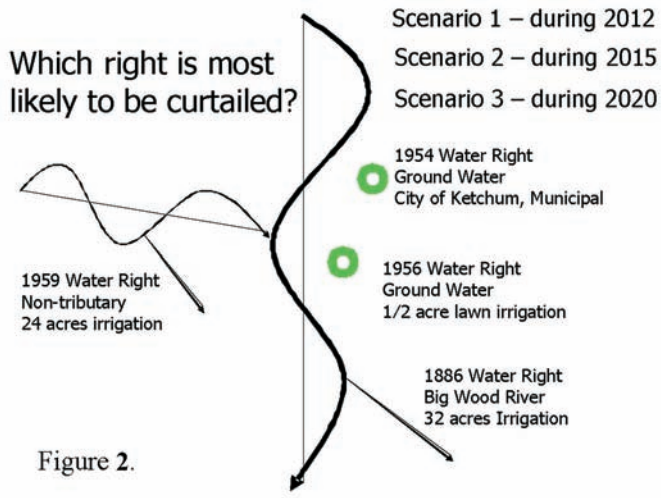 Which right is most
likely to be curtailed?
Scenario 1 – during 2012
Scenario 2 – during 2015
Scenario 3 – during 2020
1954 Water Right
Ground Water
City of Ketchum, Municipal
1956 Water Right
Ground Water
1/2 acre lawn irrigation
1959 Water Right
Non-tributary
24 acres irrigation
1886 Water Right
Big Wood River
32 acres Irrigation
Figure 2.